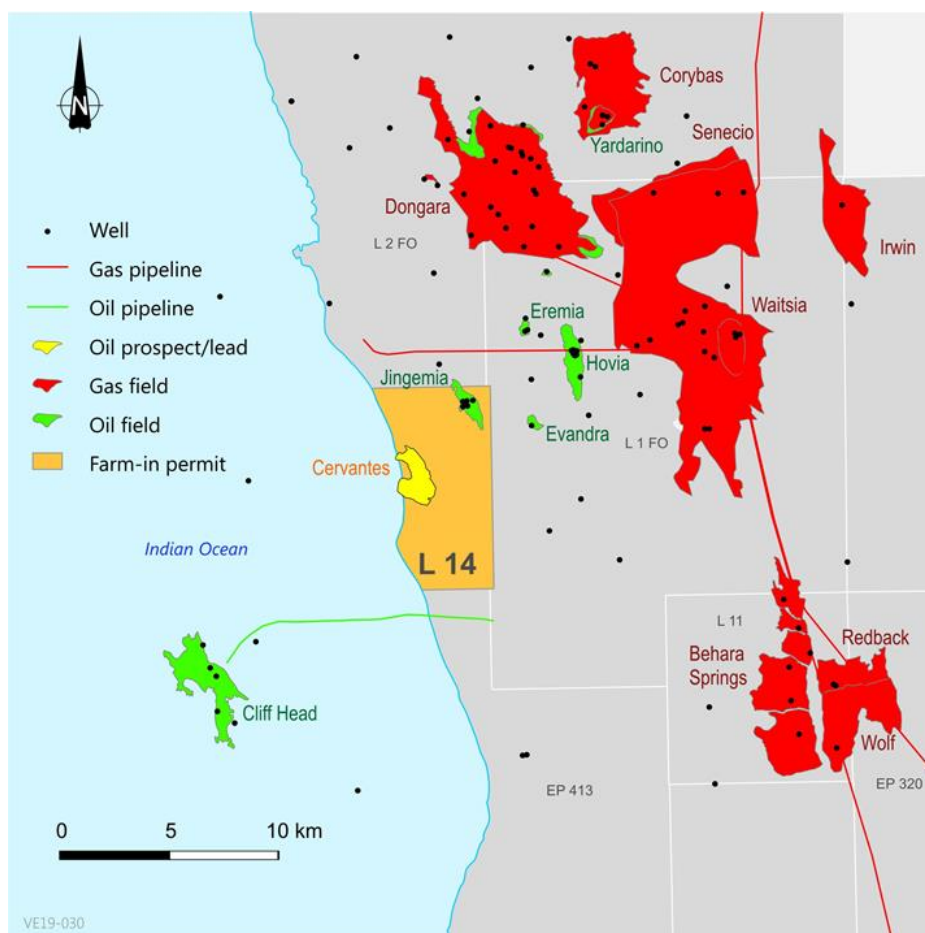 N
Corybas
Senecio
Yardarino
Dongara
L 2 FO
Irwin
Well
Gas pipeline
Oil pipeline
Oil prospect/lead
Gas field
Oil field
Farm-in permit
Waitsia
Eremia
Hovia
Jingemia
Evandra
L 1 FO
Cervantes
Indian Ocean
L 14
L 11
Redback
Behara
Springs
Cliff Head
Wolf
EP 413
EP 320
0 5 10 km
VE19-030